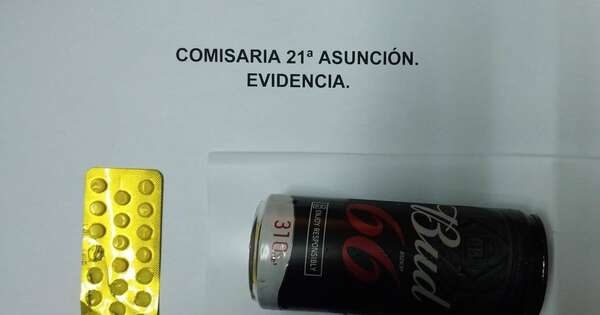 COMISARIA 21ª ASUNCIÓN.
EVIDENCIA.
Bud
66
ENJOY RESPONSIBLY
310